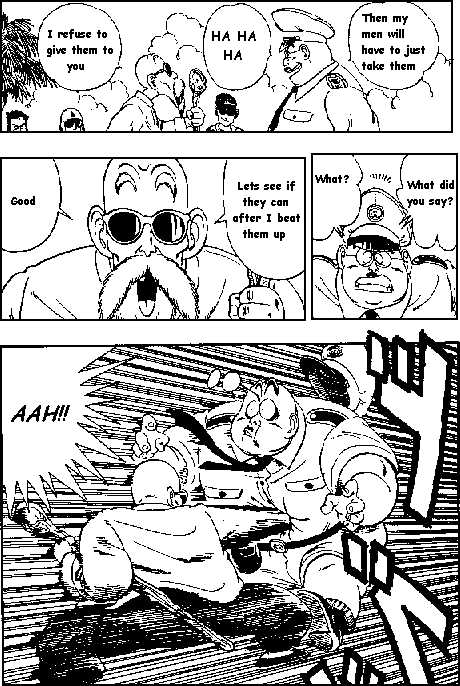 I refuse to
give them to
you
HA HA
HA
Then my
men will
have to just
take them
Good
Lets see if
they can
after I beat
them up
What?
What did
you say?
AAH!!